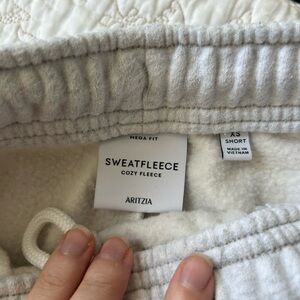 MEGA FIT
SWEATFLEECE
COZY FLEECE
ARITZIA
XS
SHORT
MADE IN
VIETNAM